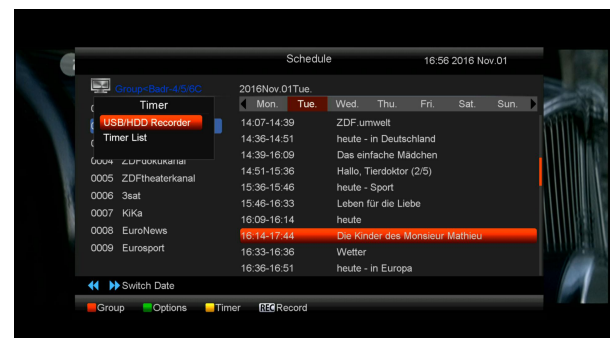 Schedule 16:56 2016 Nov.01
Group<Badr-4/5/6C 2016Nov.01Tue.
Timer
Mon. Tue. Wed. Thu. Fri. Sat. Sun.
USB/HDD Recorder
Timer List
0004 ZDFdokukanal
0005 ZDFtheaterkanal
0006 3sat
0007 KiKa
0008 EuroNews
0009 Eurosport
14:07-14:39 ZDF.umwelt
14:36-14:51 heute - in Deutschland
14:39-16:09 Das einfache Mädchen
14:51-15:36 Hallo, Tierdoktor (2/5)
15:36-15:46 heute - Sport
15:46-16:33 Leben für die Liebe
16:09-16:14 heute
16:14-17:44 Die Kinder des Monsieur Mathieu
16:33-16:36 Wetter
16:36-16:51 heute - in Europa
Switch Date
Group Options Timer REC Record